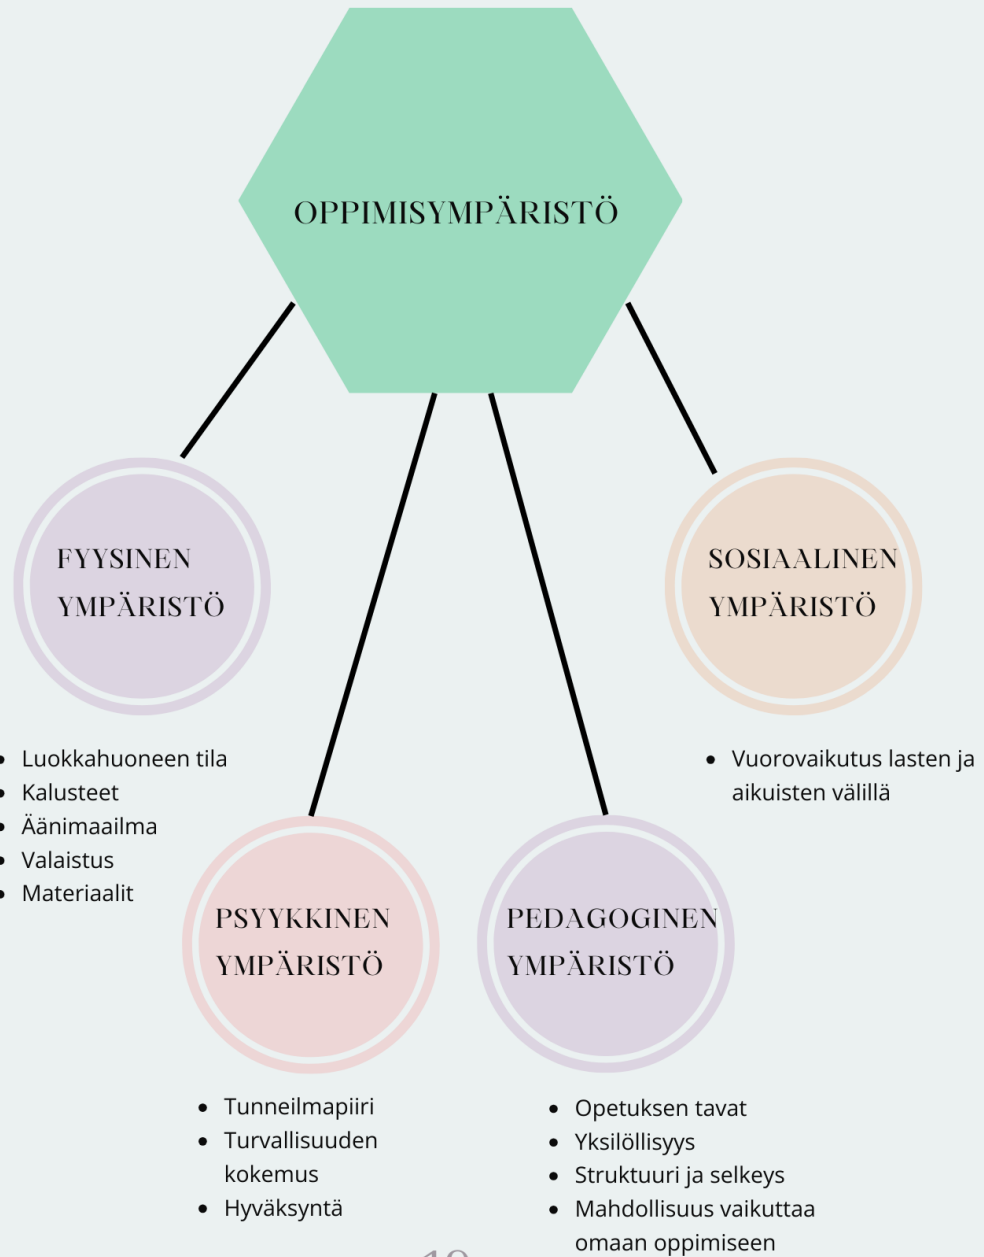 OPPIMISYMPÄRISTÖ
FYYSINEN
YMPÄRISTÖ
• Luokkahuoneen tila
• Kalusteet
• Äänimaailma
• Valaistus
• Materiaalit
PSYYKKINEN
YMPÄRISTÖ
• Tunneilmapiiri
• Turvallisuuden
kokemus
• Hyväksyntä
PEDAGOGINEN
YMPÄRISTÖ
• Opetuksen tavat
• Yksilöllisyys
• Struktuuri ja selkeys
• Mahdollisuus vaikuttaa
omaan oppimiseen
SOSIAALINEN
YMPÄRISTÖ
• Vuorovaikutus lasten ja
aikuisten välillä